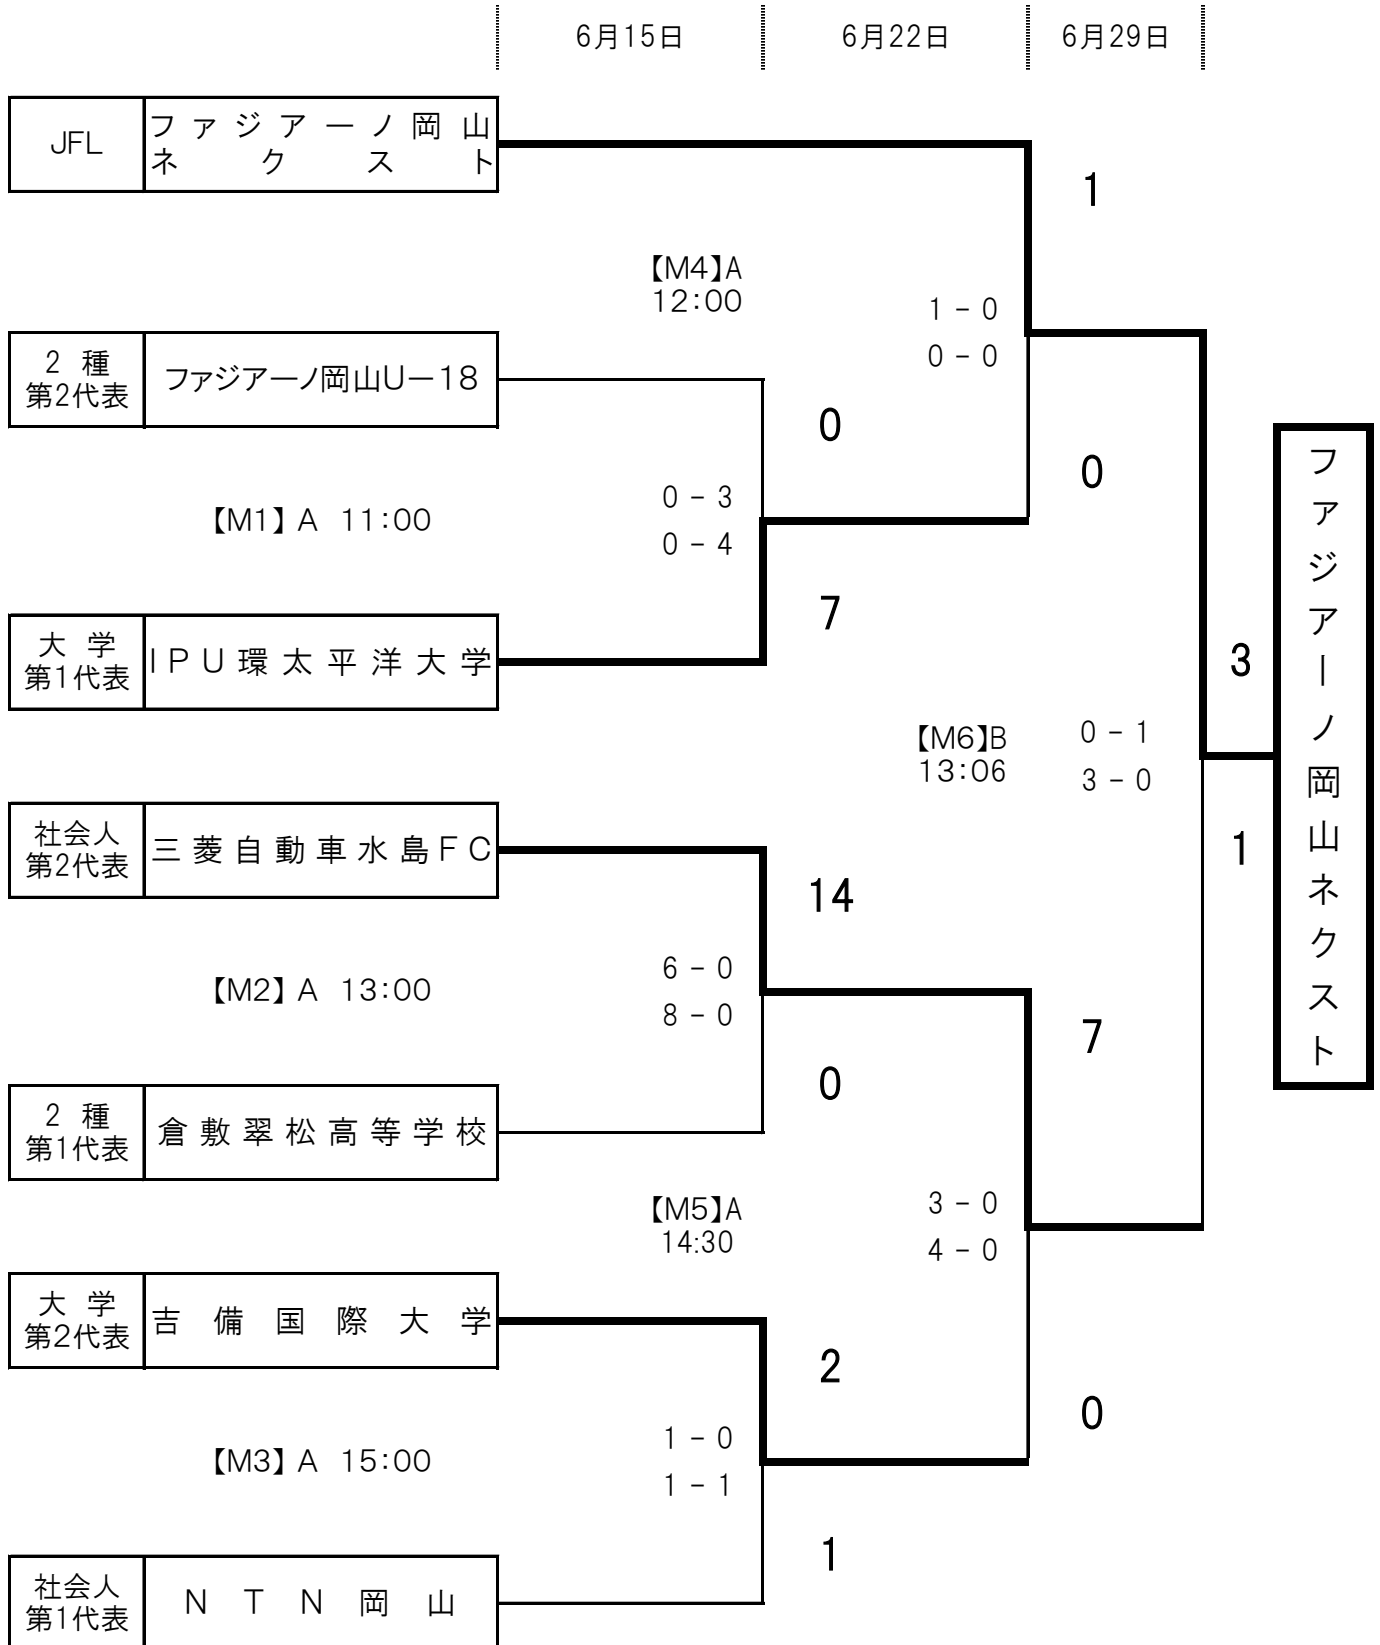 6月15日 6月22日 6月29日
JFL
ファジアーノ岡山
ネクスト
1
【M4】A
12:00
1 - 0
0 - 0
2 種
第2代表
ファジアーノ岡山U－18
0
0
【M1】 A 11:00
0 - 3
0 - 4
7
大 学
第1代表
IPU環太平洋大学
3
【M6】B
13:06
0 - 1
3 - 0
ファジアーノ岡山ネクスト
社会人
第2代表
三菱自動車水島FC
1
14
【M2】 A 13:00
6 - 0
8 - 0
7
0
2 種
第1代表
倉敷翠松高等学校
【M5】A
14:30
3 - 0
4 - 0
大 学
第2代表
吉備国際大学
2
0
【M3】 A 15:00
1 - 0
1 - 1
1
社会人
第1代表
NTN岡山